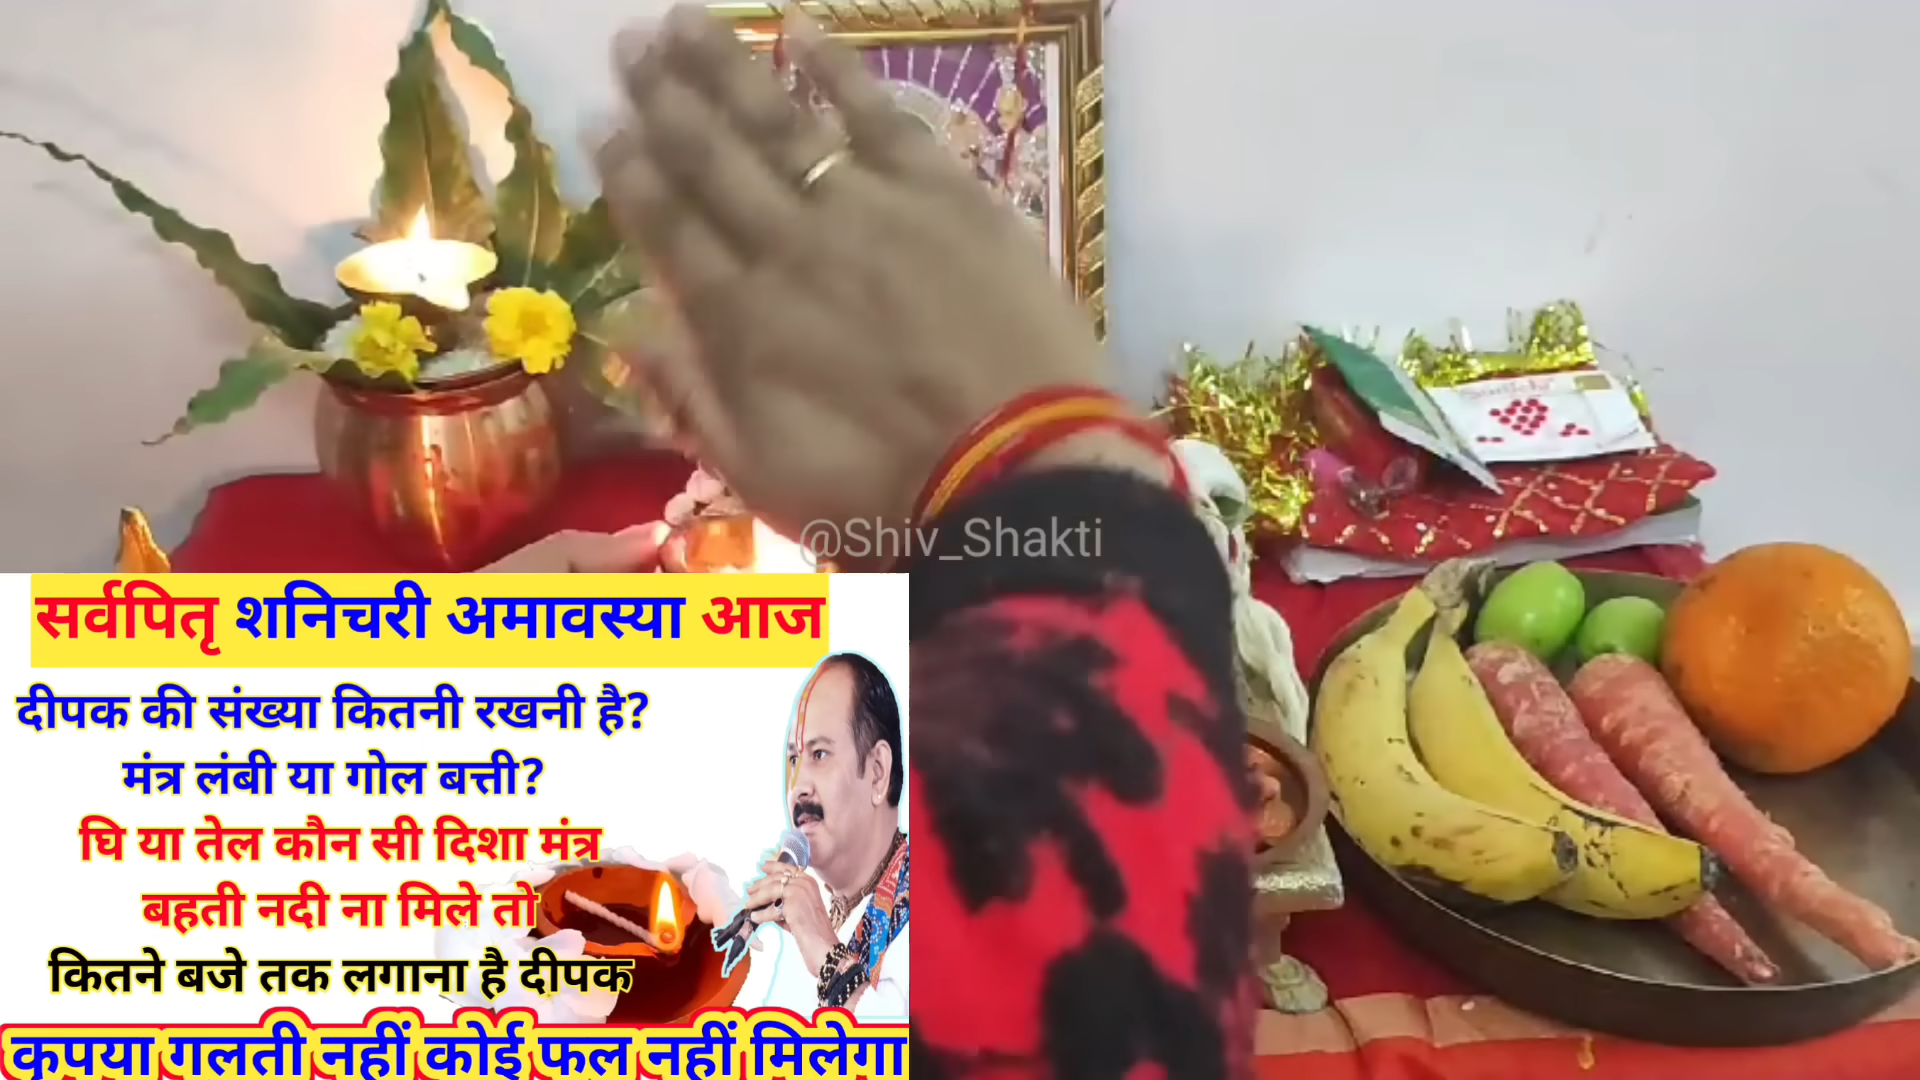 @Shiv_Shakti
सर्वपितृ शनिचरी अमावस्या आज
दीपक की संख्या कितनी रखनी है?
मंत्र लंबी या गोल बत्ती?
घि या तेल कौन सी दिशा मंत्र
बहती नदी ना मिले तो
कितने बजे तक लगाना है दीपक
कृपया गलती नहीं कोई फल नहीं मिलेगा